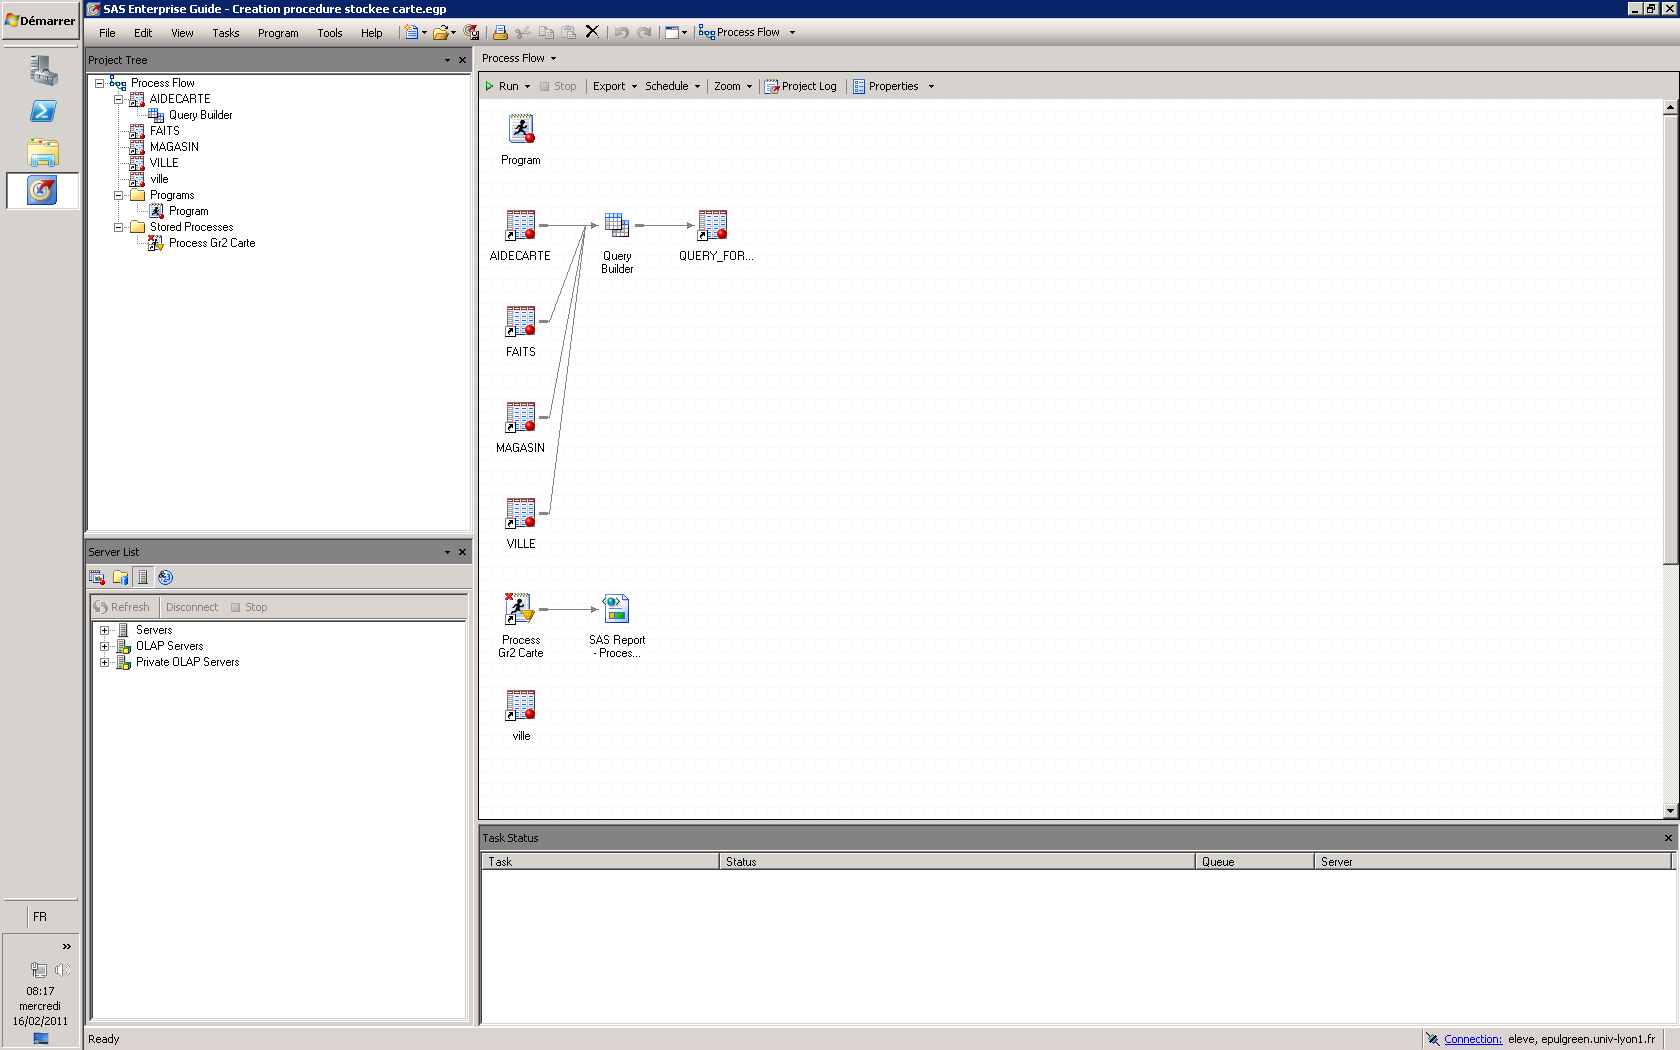 Démarrer
SAS Enterprise Guide - Creation procedure stockee carte.egp
File Edit View Tasks Program Tools Help Process Flow
Project Tree
Process Flow
AIDECARTE
Query Builder
FAITS
MAGASIN
VILLE
ville
Programs
Program
Stored Processes
Process Gr2 Carte
Server List
Refresh Disconnect Stop
Servers
OLAP Servers
Private OLAP Servers
Process Flow
Run Stop Export Schedule Zoom Project Log Properties
Program
AIDECARTE
Query
Builder
QUERY_FOR...
FAITS
MAGASIN
VILLE
Process
Gr2 Carte
SAS Report
- Proces...
ville
Task Status
Task Status Queue Server
FR
»
08:17
mercredi
16/02/2011
Ready
Connection: eleve, epulgreen.univ-lyon1.fr